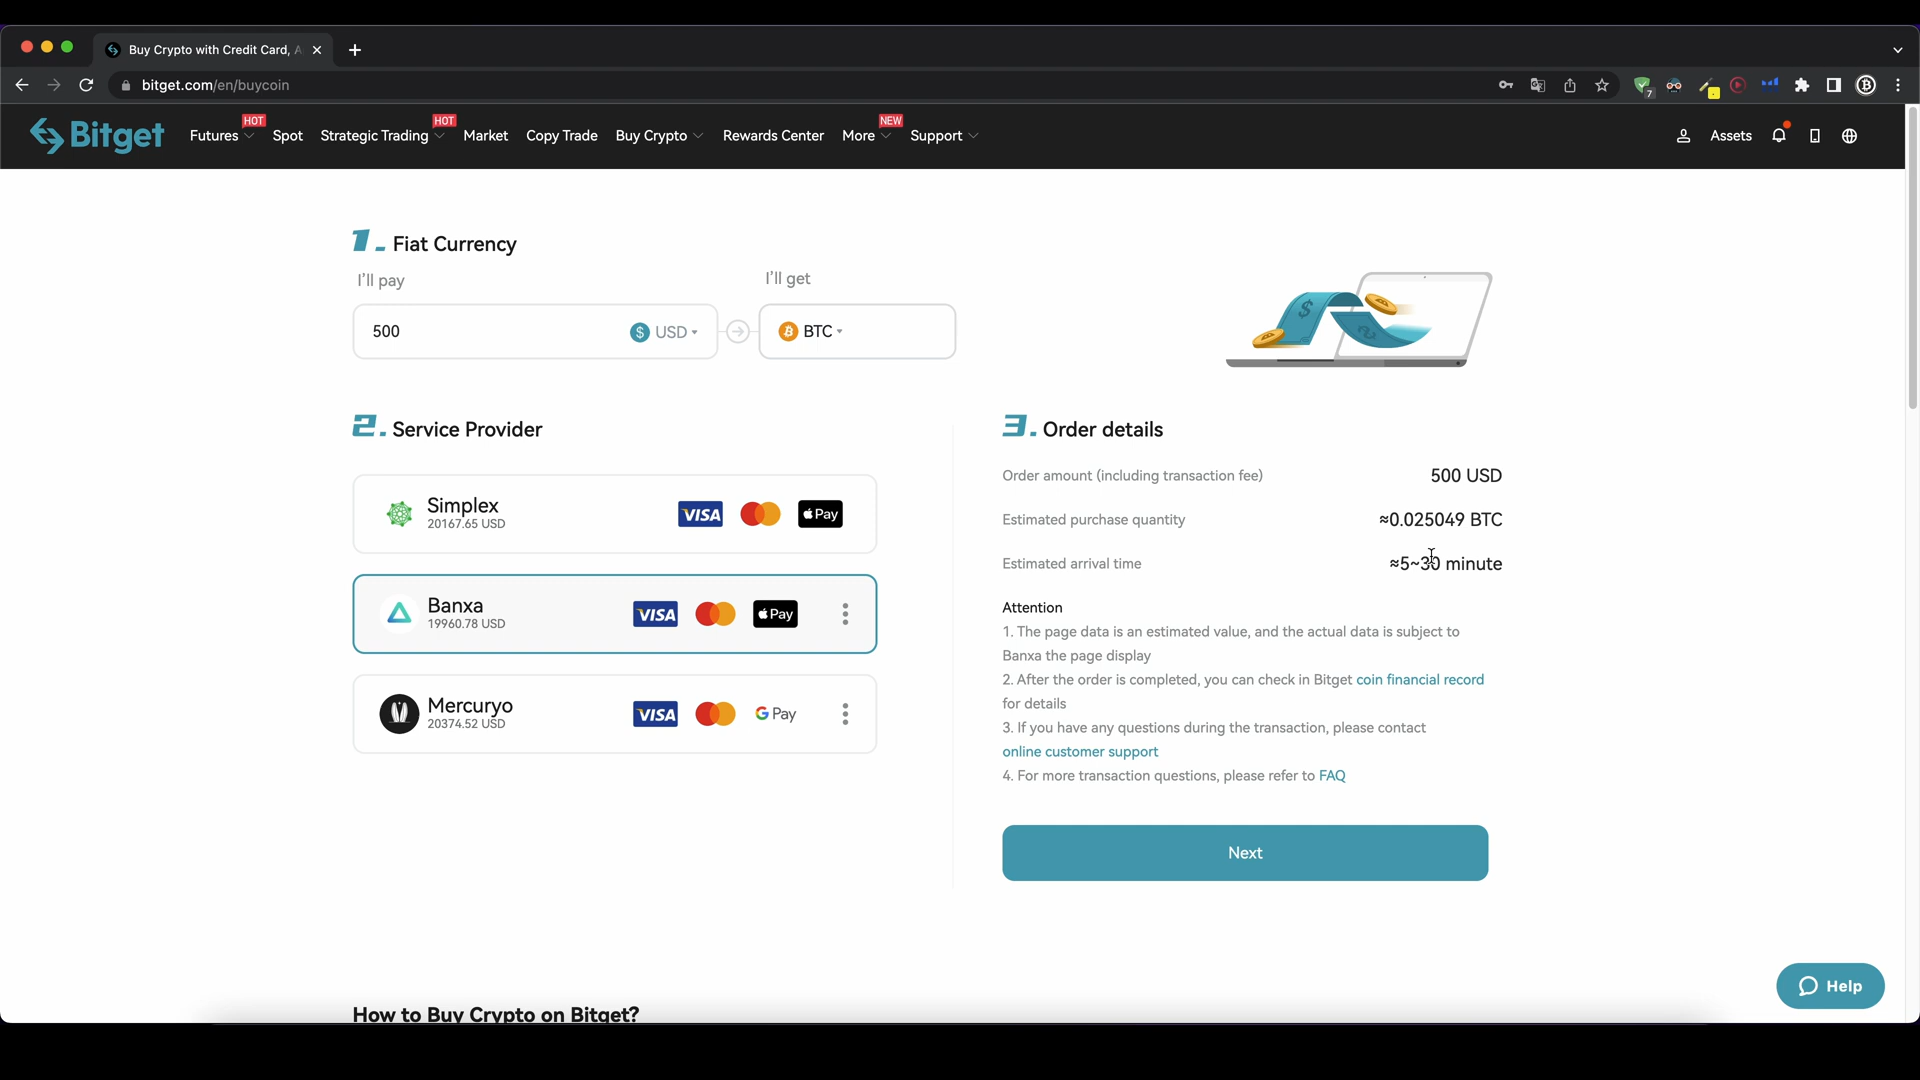 Buy Crypto with Credit Card, A
bitget.com/en/buycoin
7
Bitget
Futures HOT
Spot
Strategic Trading HOT
Market
Copy Trade
Buy Crypto
Rewards Center
More NEW
Support
Assets
1. Fiat Currency
I'll pay
I'll get
500
$ USD
BTC
2. Service Provider
Simplex
20167.65 USD
VISA
Pay
Banxa
19960.78 USD
VISA
Pay
Mercuryo
20374.52 USD
VISA
G Pay
3. Order details
Order amount (including transaction fee) 500 USD
Estimated purchase quantity ≈0.025049 BTC
Estimated arrival time ≈5~30 minute
Attention
1. The page data is an estimated value, and the actual data is subject to
Banxa the page display
2. After the order is completed, you can check in Bitget coin financial record
for details
3. If you have any questions during the transaction, please contact
online customer support
4. For more transaction questions, please refer to FAQ
Next
Help
How to Buy Crypto on Bitget?